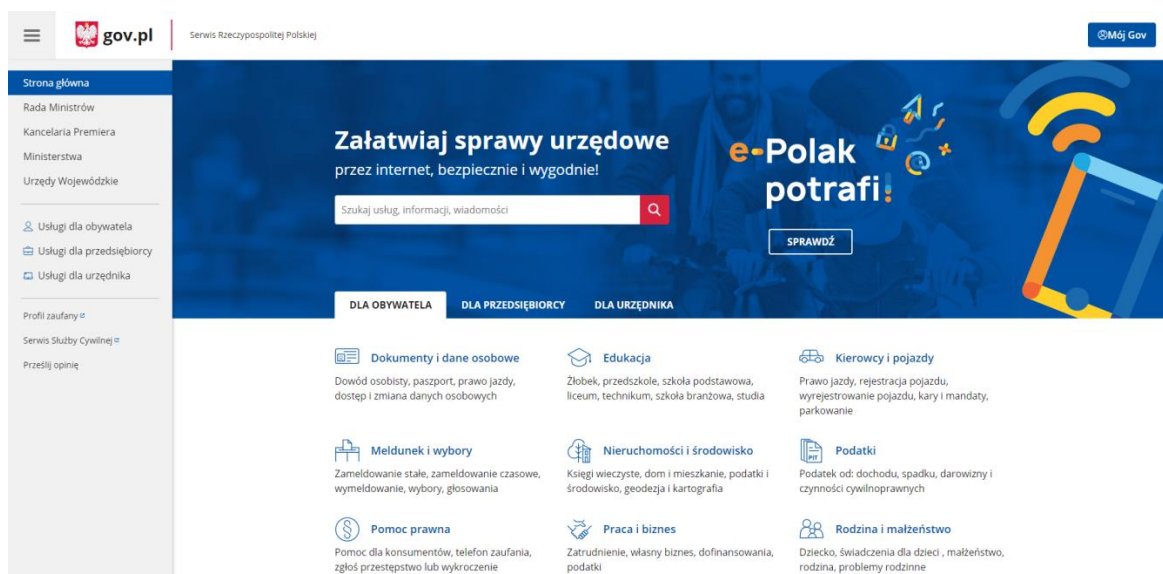 gov.pl
Serwis Rzeczypospolitej Polskiej
Mój Gov
Strona główna
Rada Ministrów
Kancelaria Premiera
Ministerstwa
Urzędy Wojewódzkie
Usługi dla obywatela
Usługi dla przedsiębiorcy
Usługi dla urzędnika
Profil zaufany
Serwis Służby Cywilnej
Prześlij opinię
Załatwiaj sprawy urzędowe
przez internet, bezpiecznie i wygodnie!
Szukaj usług, informacji, wiadomości
e-Polak
potrafi!
SPRAWDŹ
DLA OBYWATELA
DLA PRZEDSIĘBIORCY
DLA URZĘDNIKA
Dokumenty i dane osobowe
Dowód osobisty, paszport, prawo jazdy,
dostęp i zmiana danych osobowych
Edukacja
Żłobek, przedszkole, szkoła podstawowa,
liceum, technikum, szkoła branżowa, studia
Kierowcy i pojazdy
Prawo jazdy, rejestracja pojazdu,
wyrejestrowanie pojazdu, kary i mandaty,
parkowanie
Meldunek i wybory
Zameldowanie stałe, zameldowanie czasowe,
wymeldowanie, wybory, głosowania
Nieruchomości i środowisko
Księgi wieczyste, dom i mieszkanie, podatki i
środowisko, geodezja i kartografia
PIT
Podatki
Podatek od: dochodu, spadku, darowizny i
czynności cywilnoprawnych
Pomoc prawna
Pomoc dla konsumentów, telefon zaufania,
zgłoś przestępstwo lub wykroczenie
Praca i biznes
Zatrudnienie, własny biznes, dofinansowania,
podatki
Rodzina i małżeństwo
Dziecko, świadczenia dla dzieci , małżeństwo,
rodzina, problemy rodzinne